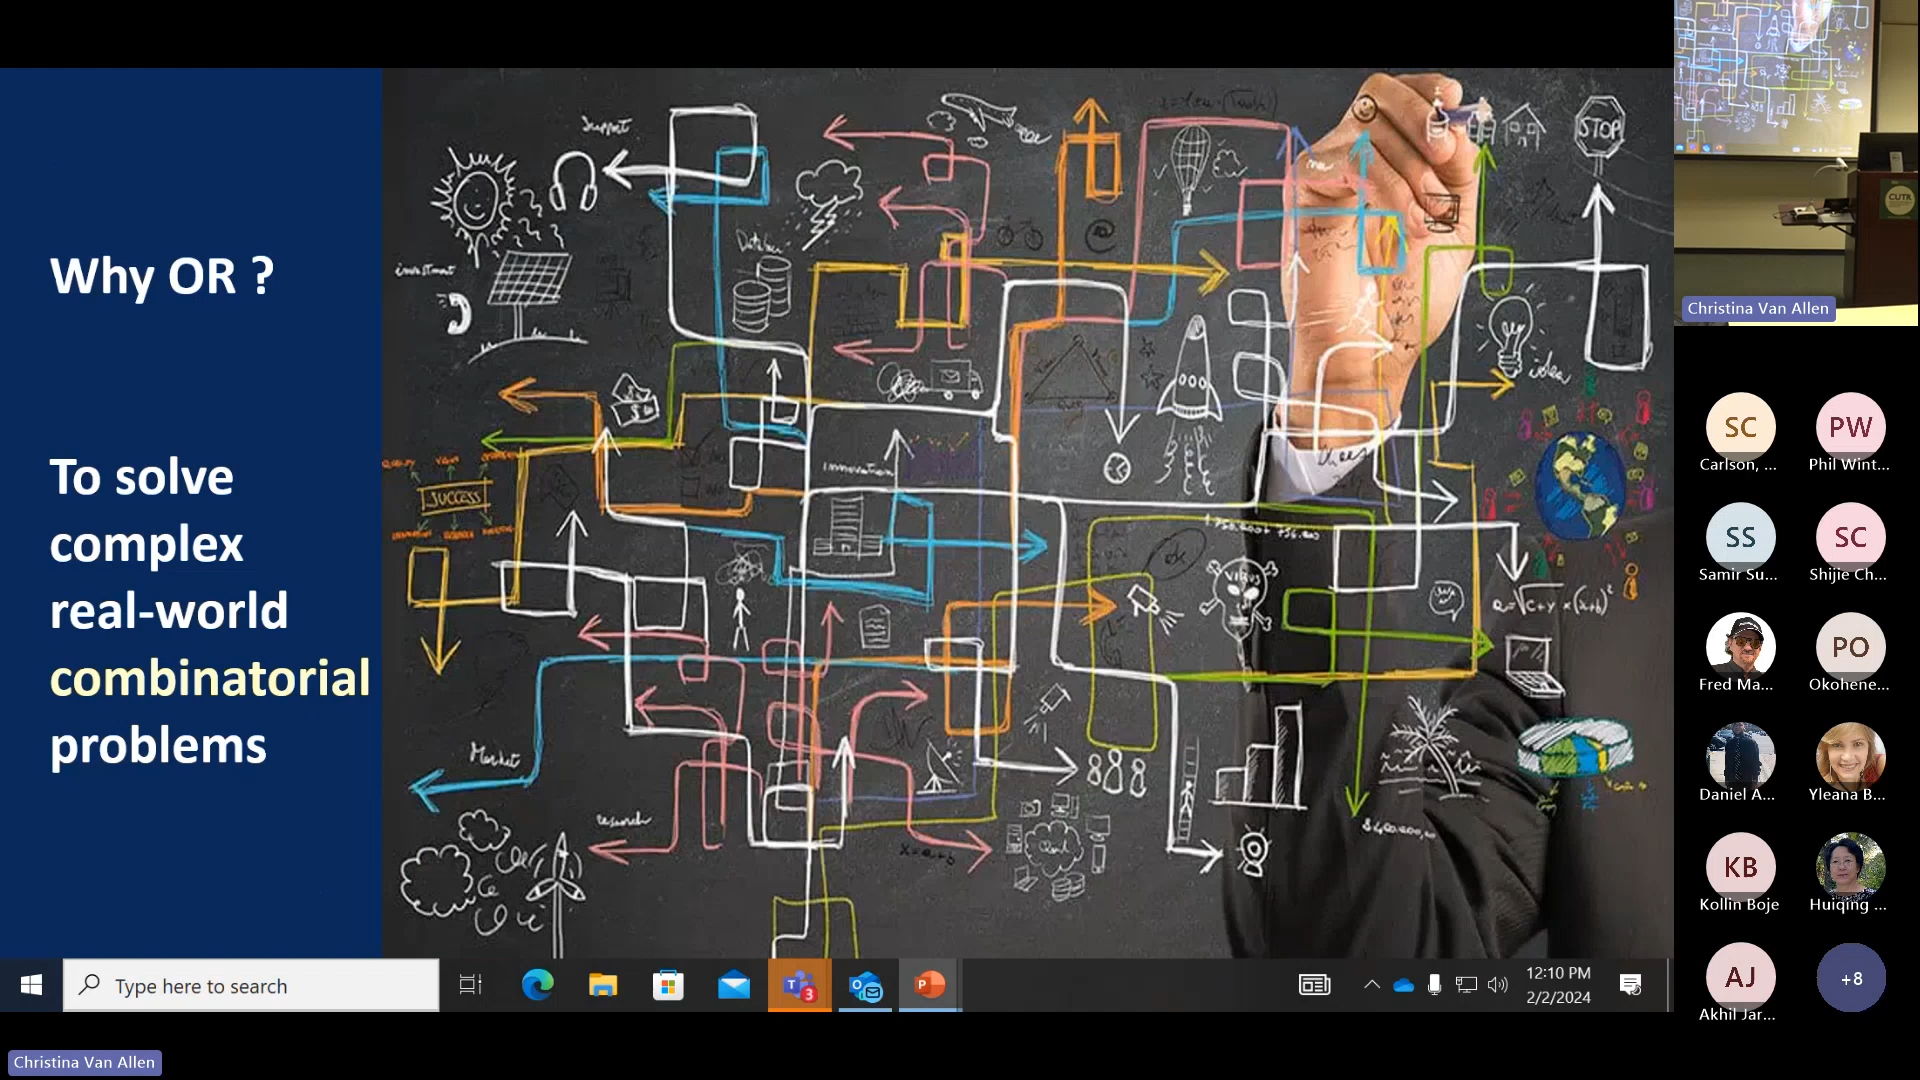 Why OR ?
To solve
complex
real-world
combinatorial
problems
Support
investment
STOP
idea
Innovation
SUCCESS
VIRUS
Market
research
x=a+b
Type here to search
T
3
P
12:10 PM
2/2/2024
Christina Van Allen
CUTR
Christina Van Allen
SC
PW
Carlson, ...
Phil Wint...
SS
SC
Samir Su...
Shijie Ch...
PO
Fred Ma...
Okohene...
Daniel A...
Yleana B...
KB
Kollin Boje
Huiqing ...
AJ
+8
Akhil Jar...